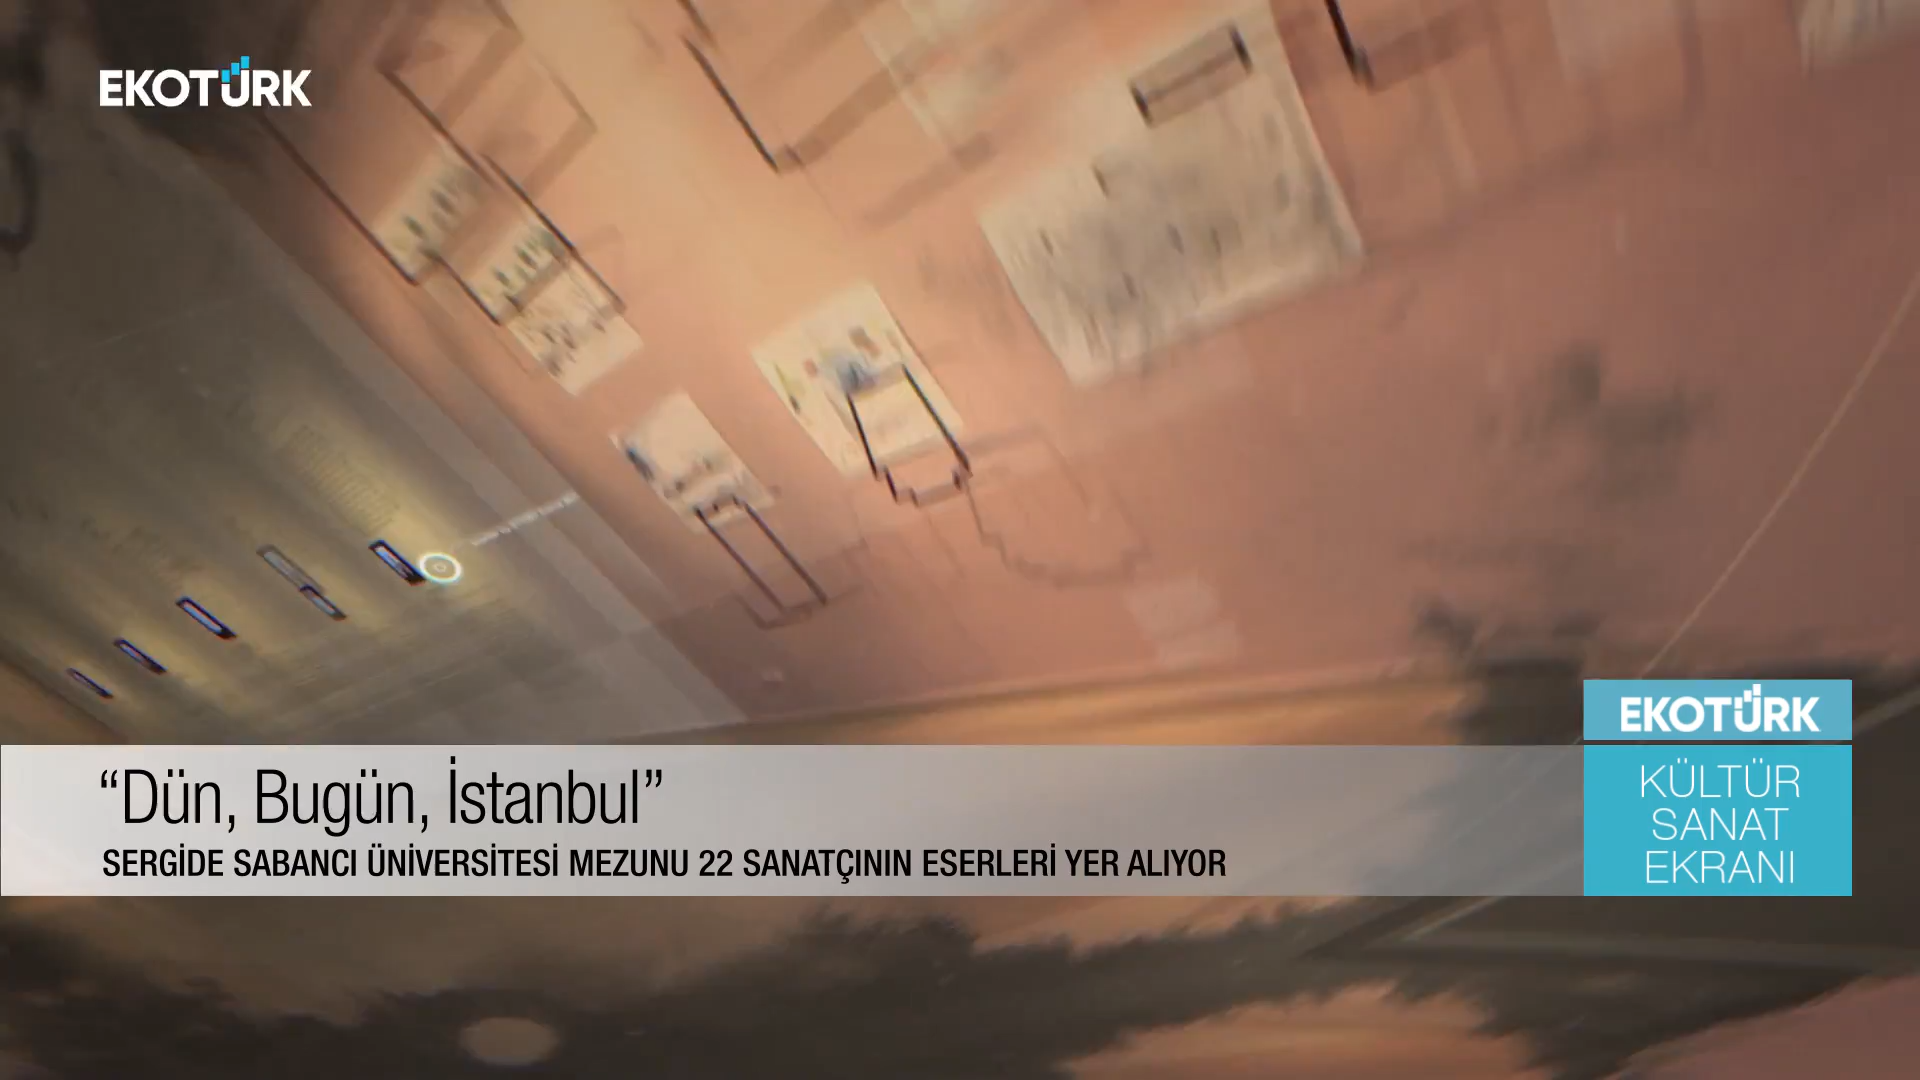 EKOTÜRK
EKOTÜRK
“Dün, Bugün, İstanbul”
SERGİDE SABANCI ÜNİVERSİTESİ MEZUNU 22 SANATÇININ ESERLERİ YER ALIYOR
KÜLTÜR
SANAT
EKRANI